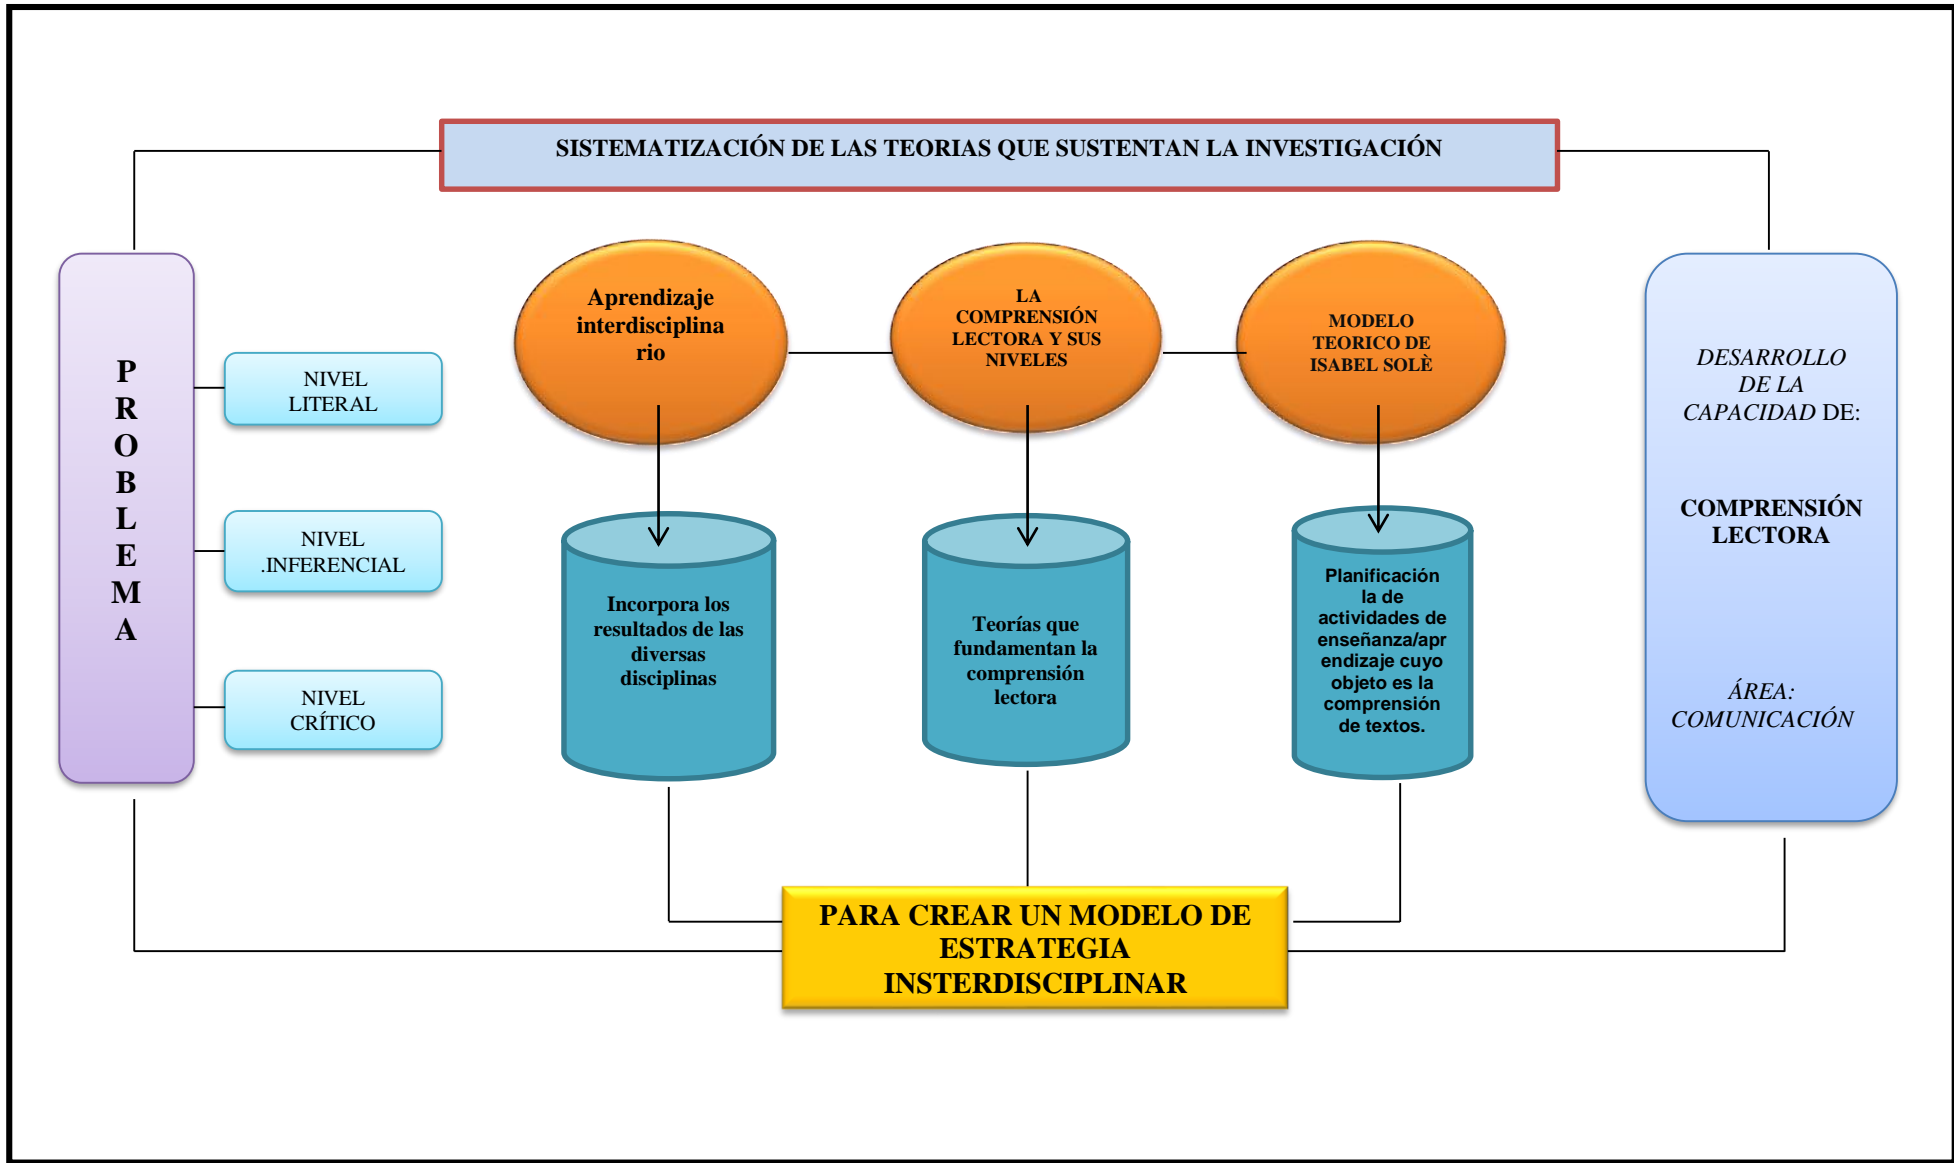 SISTEMATIZACIÓN DE LAS TEORIAS QUE SUSTENTAN LA INVESTIGACIÓN
P
R
O
B
L
E
M
A
NIVEL
LITERAL
NIVEL
.INFERENCIAL
NIVEL
CRÍTICO
Aprendizaje
interdisciplina
rio
LA
COMPRENSIÓN
LECTORA Y SUS
NIVELES
MODELO
TEORICO DE
ISABEL SOLÈ
Incorpora los
resultados de las
diversas
disciplinas
Teorías que
fundamentan la
comprensión
lectora
Planificación
la de
actividades de
enseñanza/apr
endizaje cuyo
objeto es la
comprensión
de textos.
DESARROLLO
DE LA
CAPACIDAD DE:
COMPRENSIÓN
LECTORA
ÁREA:
COMUNICACIÓN
PARA CREAR UN MODELO DE
ESTRATEGIA
INSTERDISCIPLINAR